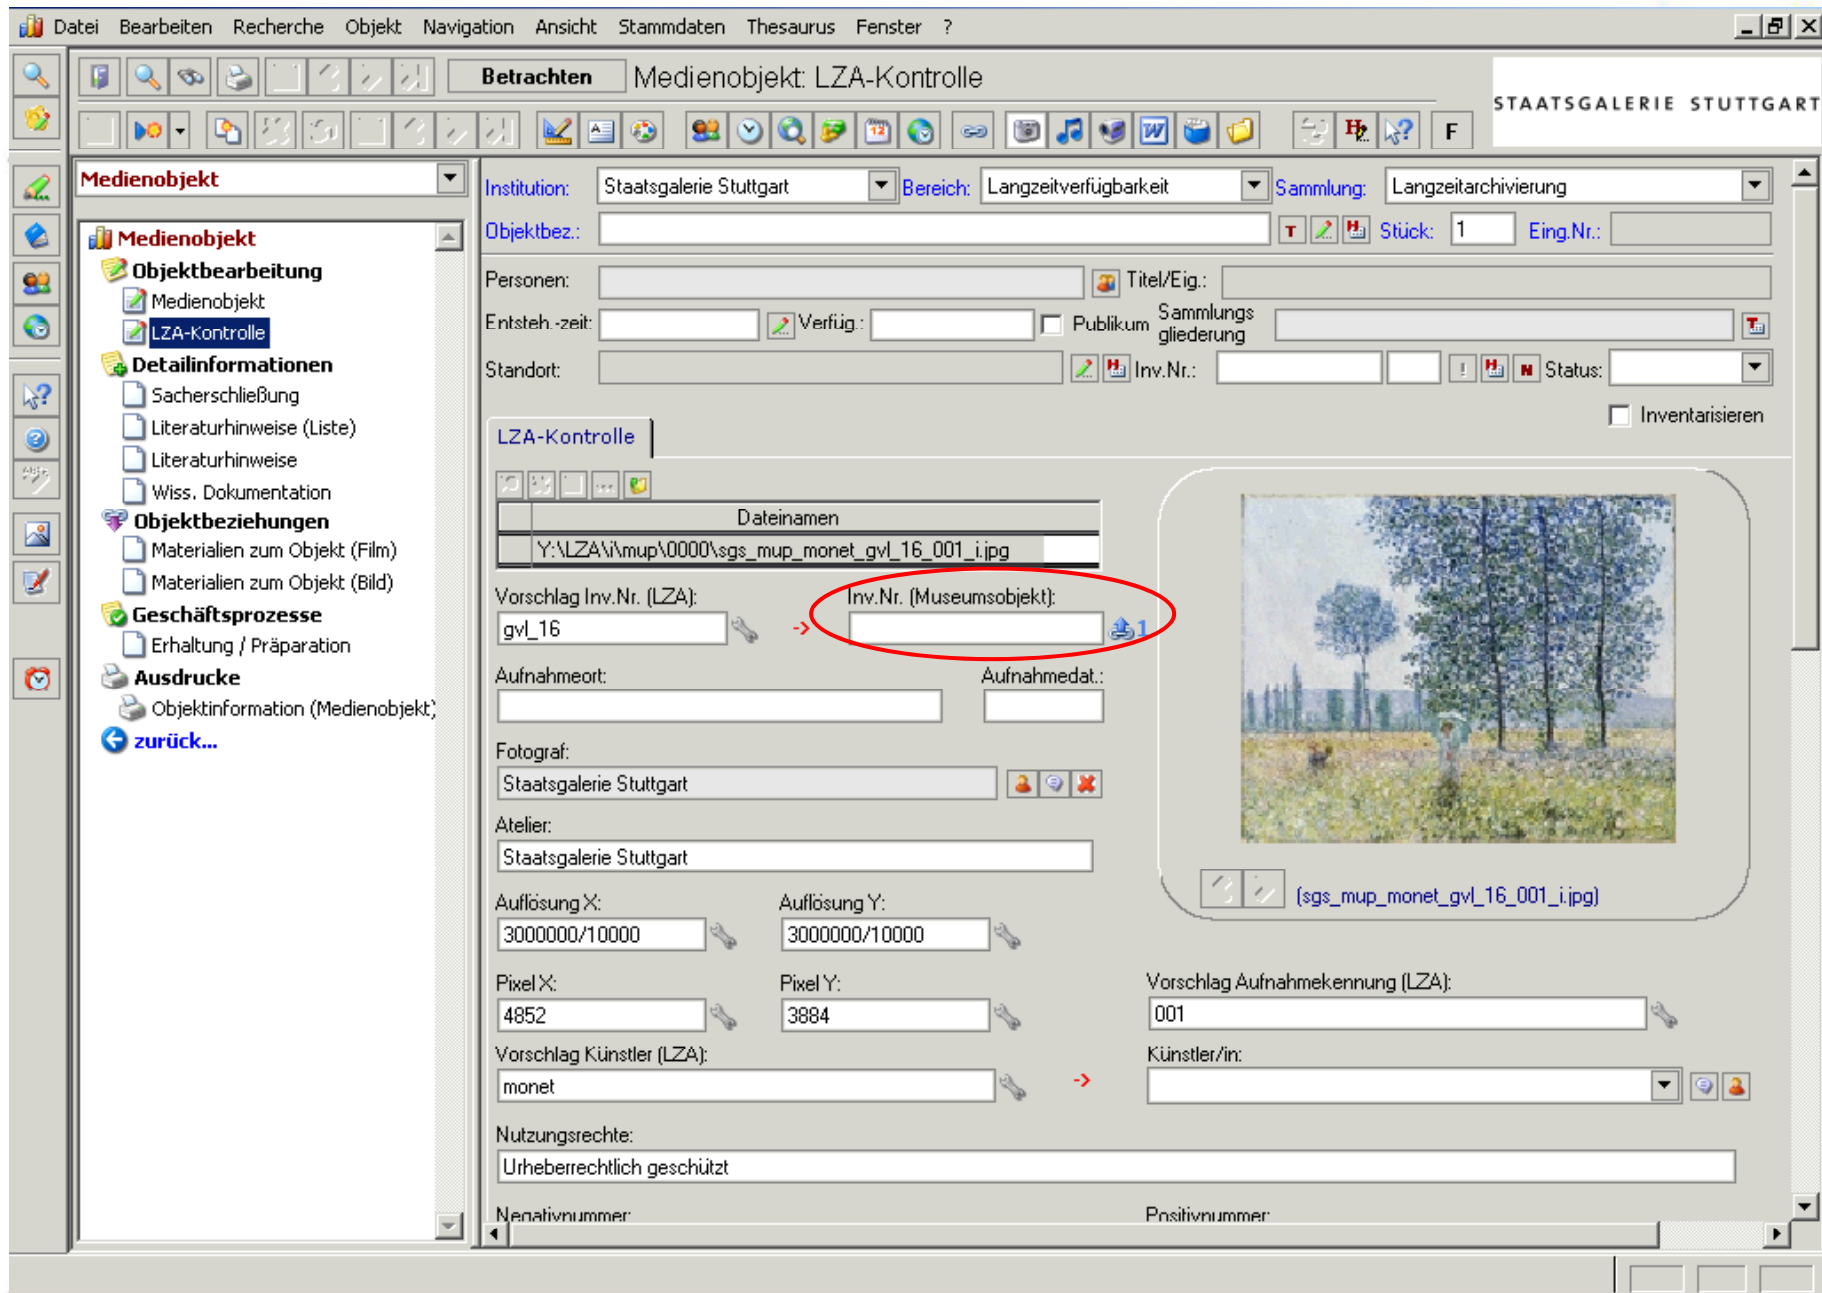 Datei Bearbeiten Recherche Objekt Navigation Ansicht Stammdaten Thesaurus Fenster ?
Betrachten Medienobjekt: LZA-Kontrolle
STAATSGALERIE STUTTGART
F
Medienobjekt
Medienobjekt
Objektbearbeitung
Medienobjekt
LZA-Kontrolle
Detailinformationen
Sacherschließung
Literaturhinweise (Liste)
Literaturhinweise
Wiss. Dokumentation
Objektbeziehungen
Materialien zum Objekt (Film)
Materialien zum Objekt (Bild)
Geschäftsprozesse
Erhaltung / Präparation
Ausdrucke
Objektinformation (Medienobjekt)
zurück...
Institution: Staatsgalerie Stuttgart Bereich: Langzeitverfügbarkeit Sammlung: Langzeitarchivierung
Objektbez.: T Stück: 1 Eing.Nr.:
Personen: Titel/Eig.:
Entsteh.-zeit: Verfüg.: Publikum Sammlungs
gliederung
Standort: Inv.Nr.: ! N Status:
Inventarisieren
LZA-Kontrolle
Dateinamen
Y:\LZA\i\mup\0000\sgs_mup_monet_gvl_16_001_i.jpg
Vorschlag Inv.Nr. (LZA): Inv.Nr. (Museumsobjekt):
gvl_16 -> 1
Aufnahmeort: Aufnahmedat.:
Fotograf:
Staatsgalerie Stuttgart
Atelier:
Staatsgalerie Stuttgart
(sgs_mup_monet_gvl_16_001_i.jpg)
Auflösung X: Auflösung Y:
3000000/10000 3000000/10000
Pixel X: Pixel Y: Vorschlag Aufnahmekennung (LZA):
4852 3884 001
Vorschlag Künstler (LZA): Künstler/in:
monet ->
Nutzungsrechte:
Urheberrechtlich geschützt
Negativnummer: Positivnummer: